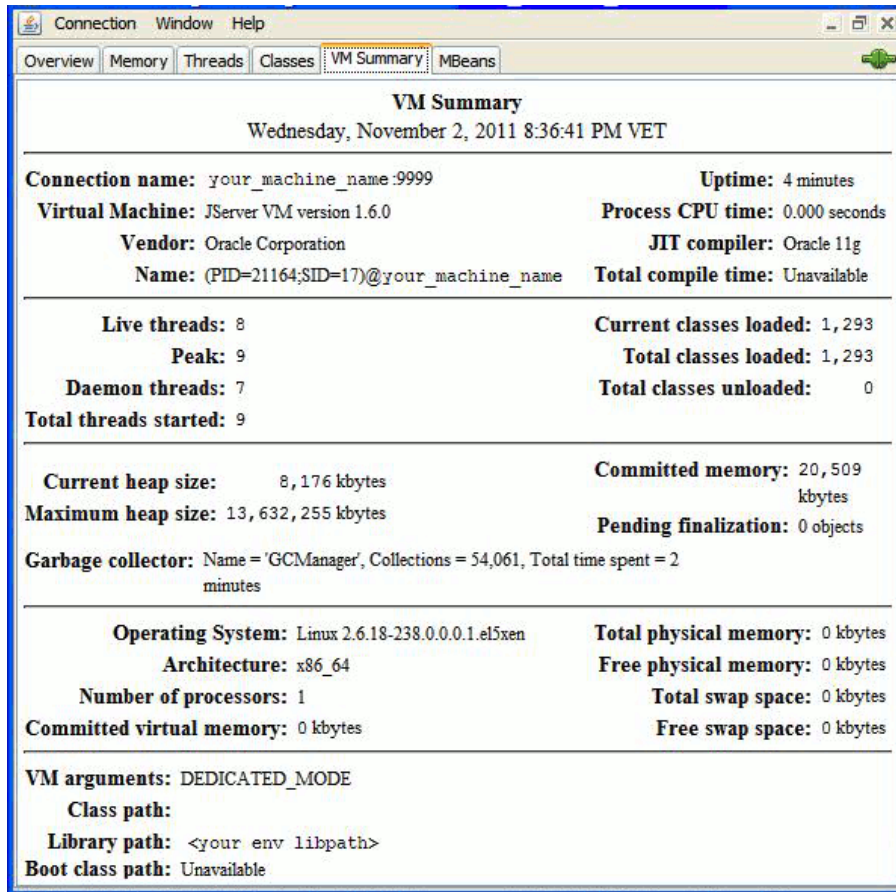 Connection Window Help
Overview Memory Threads Classes VM Summary MBeans
VM Summary
Wednesday, November 2, 2011 8:36:41 PM VET
Connection name: your_machine_name:9999
Virtual Machine: JServer VM version 1.6.0
Vendor: Oracle Corporation
Name: (PID=21164;SID=17)@your_machine_name
Uptime: 4 minutes
Process CPU time: 0.000 seconds
JIT compiler: Oracle 11g
Total compile time: Unavailable
Live threads: 8
Peak: 9
Daemon threads: 7
Total threads started: 9
Current classes loaded: 1,293
Total classes loaded: 1,293
Total classes unloaded: 0
Current heap size: 8,176 kbytes
Maximum heap size: 13,632,255 kbytes
Committed memory: 20,509
kbytes
Pending finalization: 0 objects
Garbage collector: Name = 'GCManager', Collections = 54,061, Total time spent = 2
minutes
Operating System: Linux 2.6.18-238.0.0.0.1.el5xen
Architecture: x86_64
Number of processors: 1
Committed virtual memory: 0 kbytes
Total physical memory: 0 kbytes
Free physical memory: 0 kbytes
Total swap space: 0 kbytes
Free swap space: 0 kbytes
VM arguments: DEDICATED_MODE
Class path:
Library path: <your env libpath>
Boot class path: Unavailable